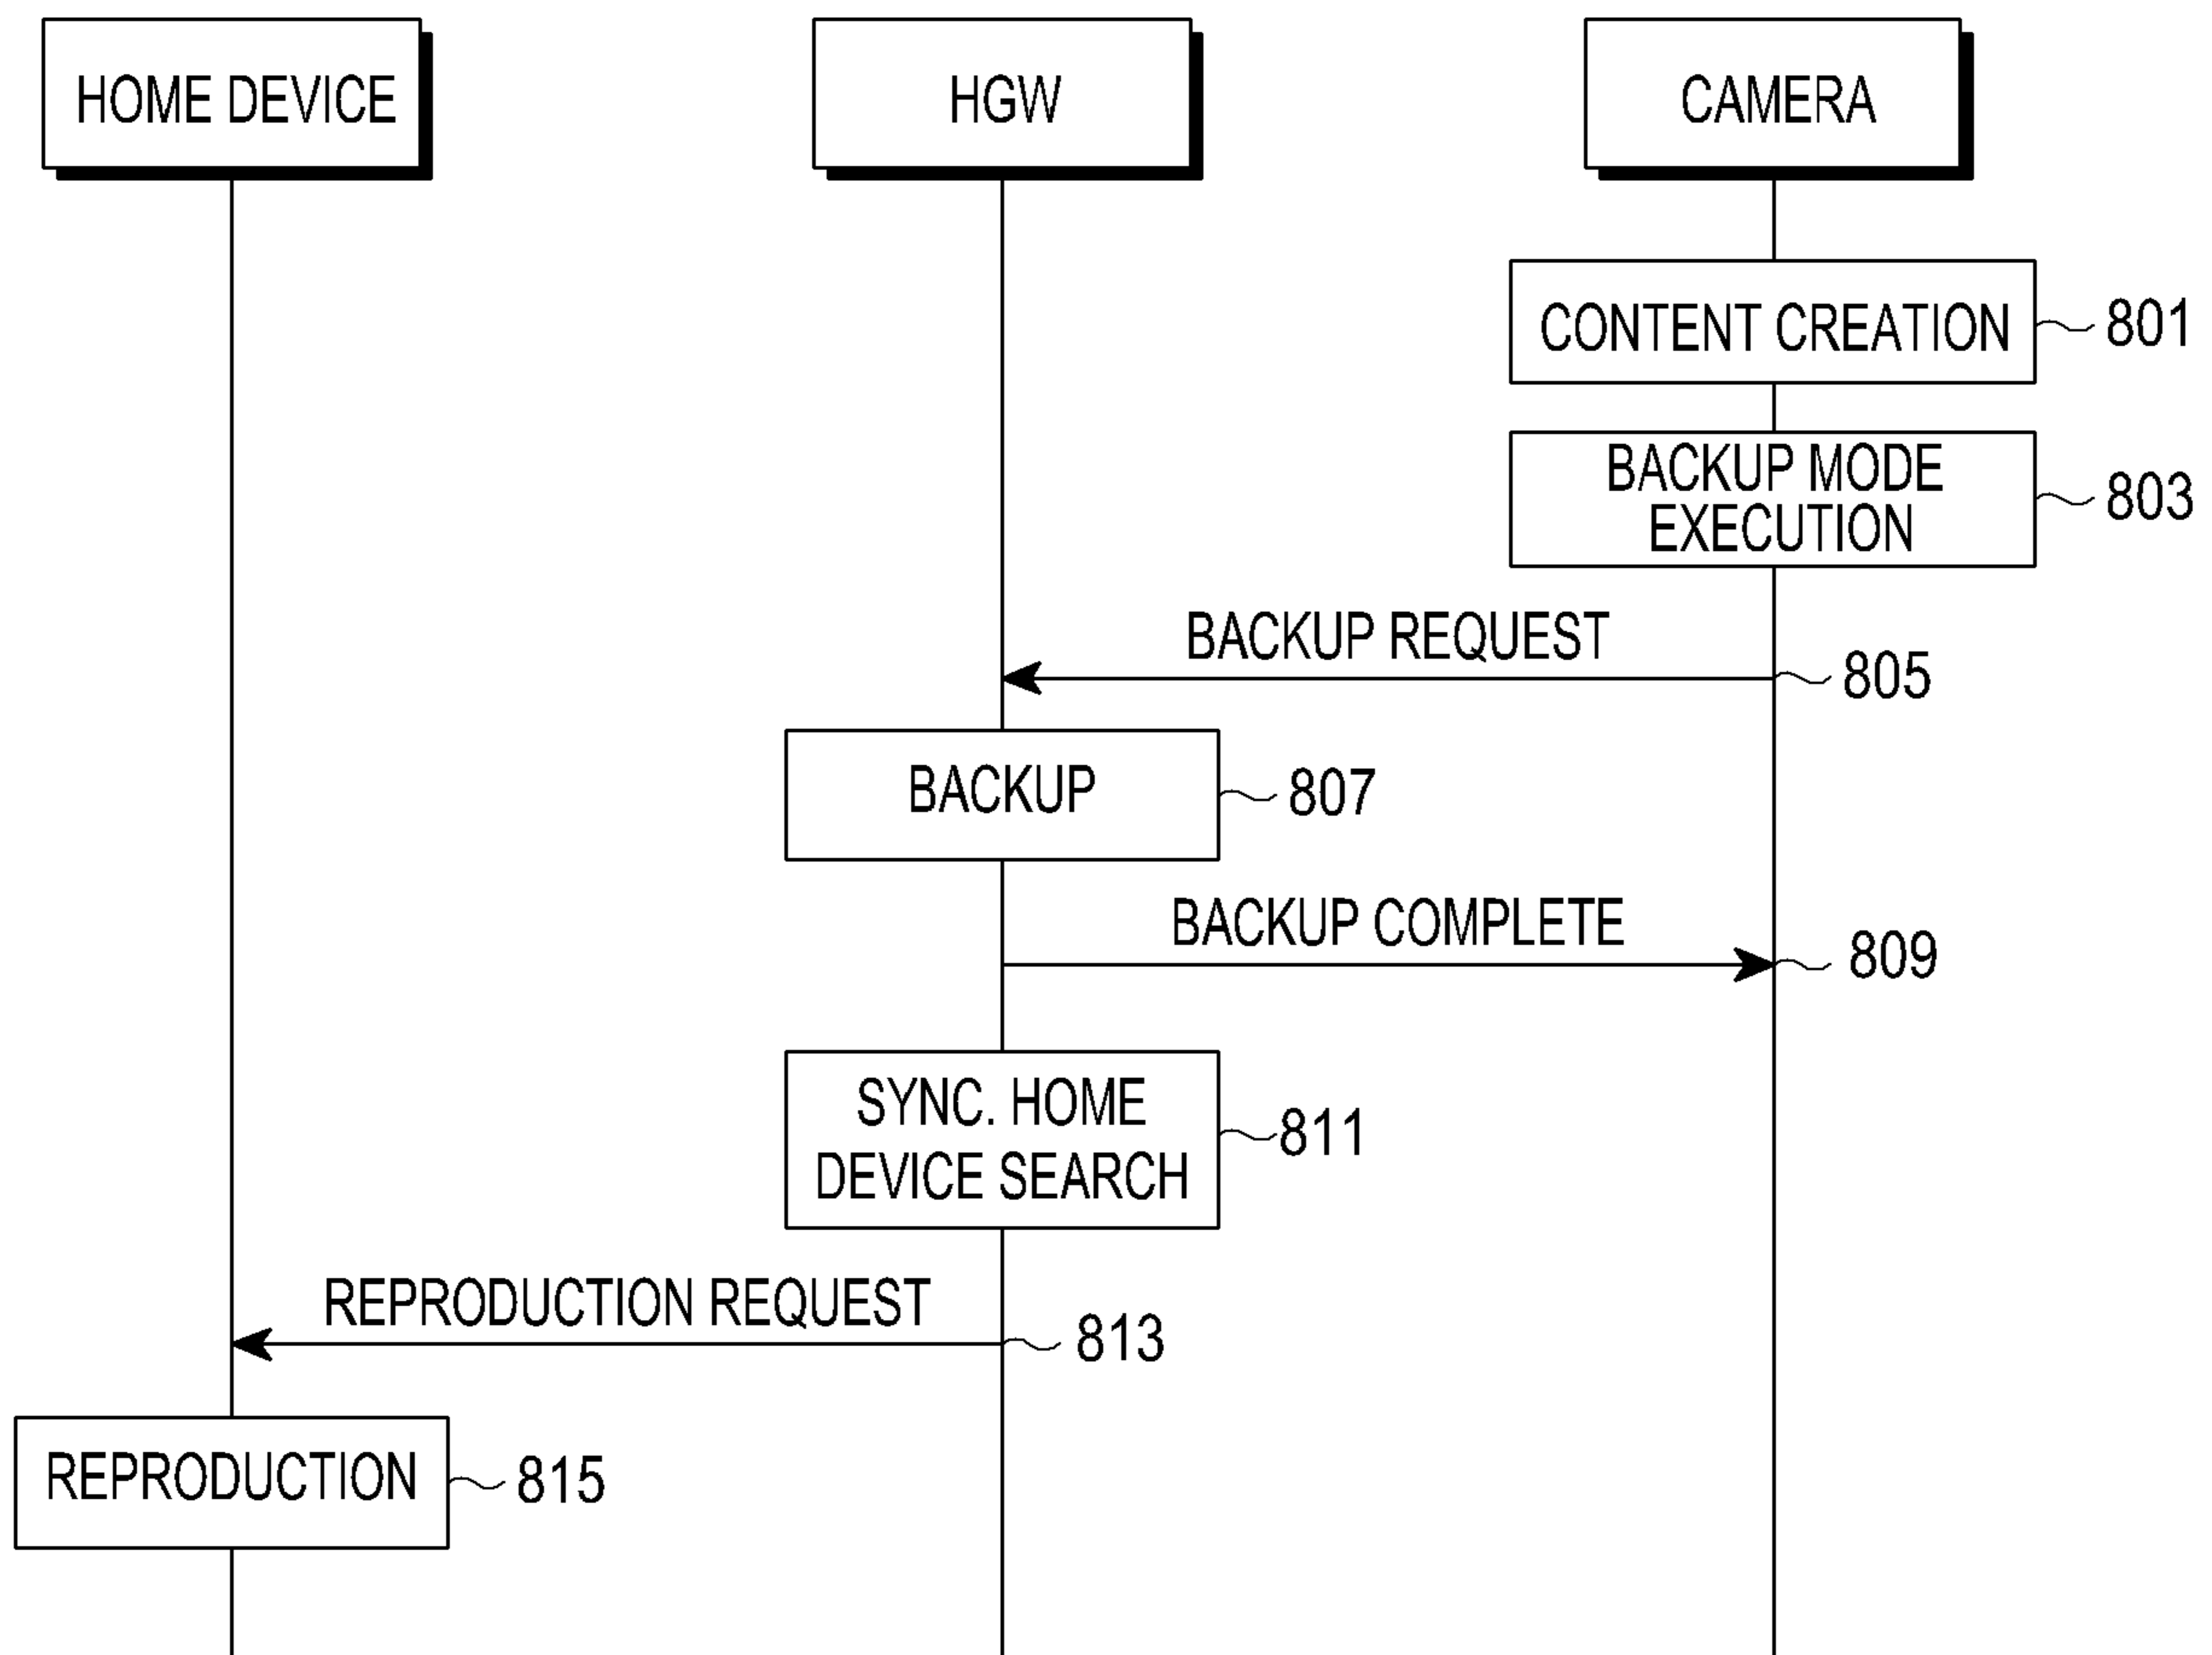 HOME DEVICE
HGW
CAMERA
CONTENT CREATION
801
BACKUP MODE
EXECUTION
803
BACKUP REQUEST
805
BACKUP
807
BACKUP COMPLETE
809
SYNC. HOME
DEVICE SEARCH
811
REPRODUCTION REQUEST
813
REPRODUCTION
815